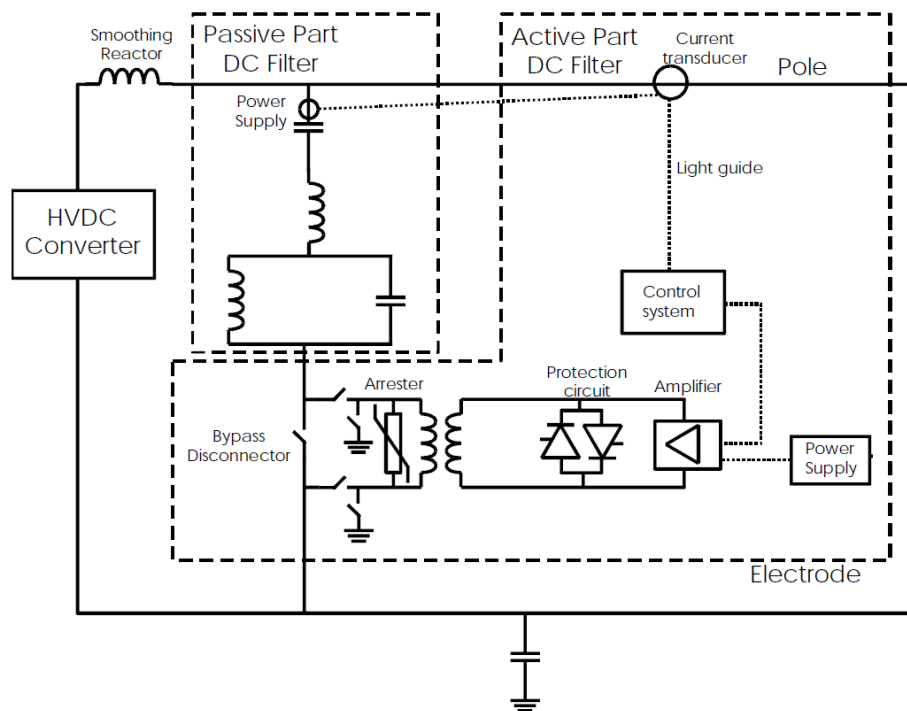 Smoothing
Reactor
Passive Part
DC Filter
Active Part
DC Filter
Current
transducer
Pole
Power
Supply
Light guide
HVDC
Converter
Control
system
Arrester
Protection
circuit
Amplifier
Bypass
Disconnector
Power
Supply
Electrode